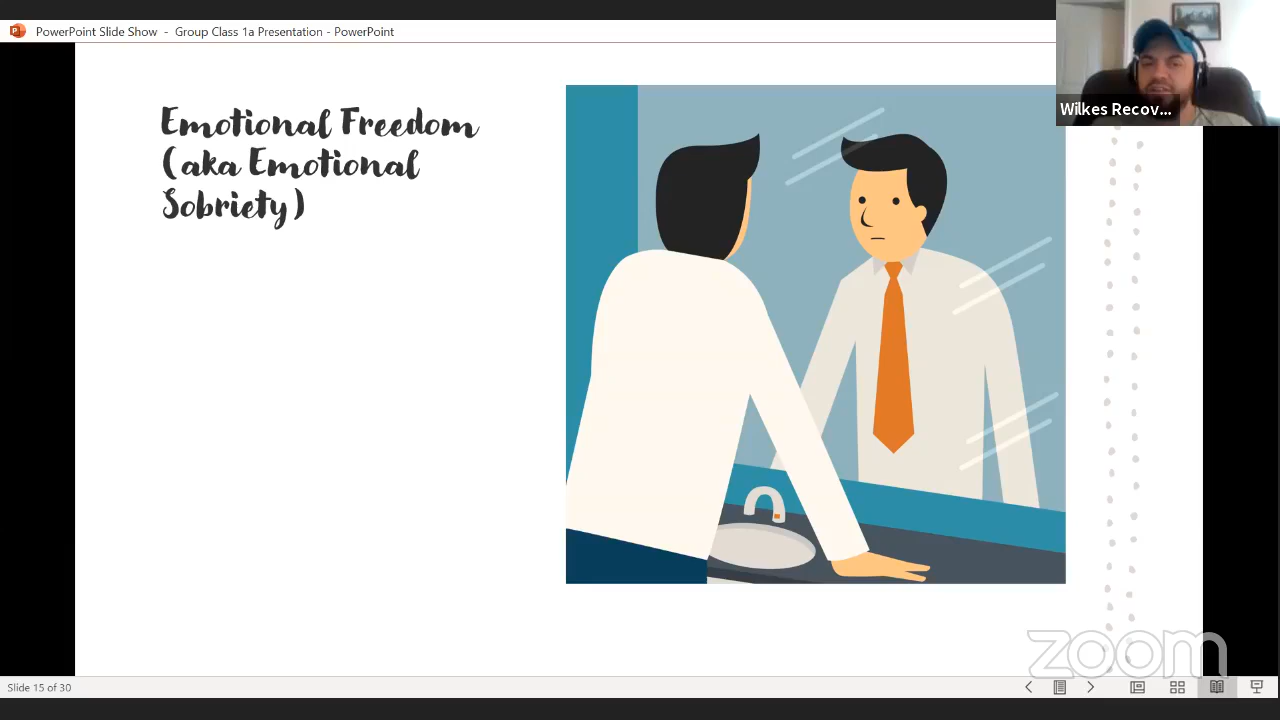 PowerPoint Slide Show - Group Class 1a Presentation - PowerPoint
Wilkes Recov...
Emotional Freedom
(aka Emotional
Sobriety)
zoom
Slide 15 of 30